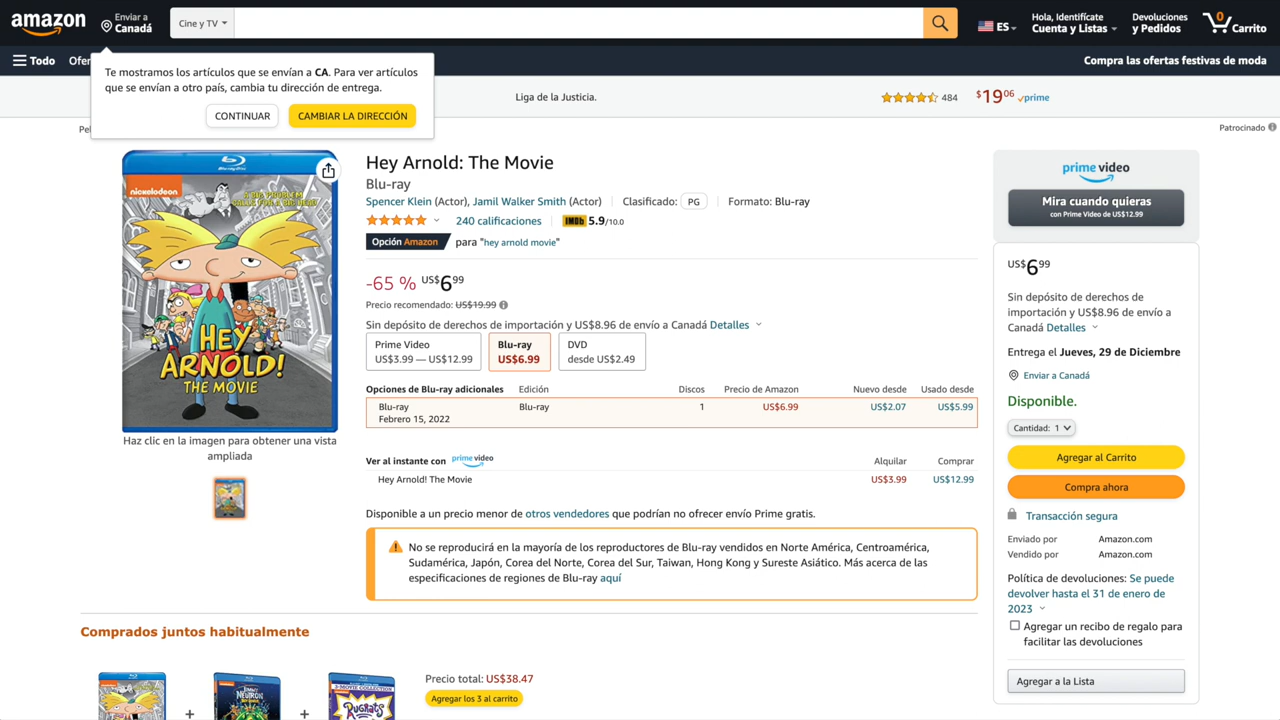 amazon
Enviar a
Canadá
Cine y TV
ES
Hola, Identifícate
Cuenta y Listas
Devoluciones
y Pedidos
0
Carrito
Todo
Compra las ofertas festivas de moda
Te mostramos los artículos que se envían a CA. Para ver artículos
que se envían a otro país, cambia tu dirección de entrega.
CONTINUAR
CAMBIAR LA DIRECCIÓN
Liga de la Justicia.
484
$19.06
prime
Patrocinado
Blu-ray Disc
nickelodeon
A BIG PROBLEM
CALLS FOR A BIG HEAD!
HEY
ARNOLD!
THE MOVIE
Haz clic en la imagen para obtener una vista
ampliada
Hey Arnold: The Movie
Blu-ray
Spencer Klein (Actor), Jamil Walker Smith (Actor)
Clasificado: PG
Formato: Blu-ray
240 calificaciones
IMDb 5.9/10.0
Opción Amazon para "hey arnold movie"
-65 % US$6.99
Precio recomendado: US$19.99
Sin depósito de derechos de importación y US$8.96 de envío a Canadá Detalles
Prime Video
US$3.99 — US$12.99
Blu-ray
US$6.99
DVD
desde US$2.49
Opciones de Blu-ray adicionales Edición Discos Precio de Amazon Nuevo desde Usado desde
Blu-ray Blu-ray 1 US$6.99 US$2.07 US$5.99
Febrero 15, 2022
Ver al instante con prime video Alquilar Comprar
Hey Arnold! The Movie US$3.99 US$12.99
Disponible a un precio menor de otros vendedores que podrían no ofrecer envío Prime gratis.
No se reproducirá en la mayoría de los reproductores de Blu-ray vendidos en Norte América, Centroamérica,
Sudamérica, Japón, Corea del Norte, Corea del Sur, Taiwan, Hong Kong y Sureste Asiático. Más acerca de las
especificaciones de regiones de Blu-ray aquí
prime video
Mira cuando quieras
con Prime Video de US$12.99
US$6.99
Sin depósito de derechos de
importación y US$8.96 de envío a
Canadá Detalles
Entrega el Jueves, 29 de Diciembre
Enviar a Canadá
Disponible.
Cantidad: 1
Agregar al Carrito
Compra ahora
Transacción segura
Enviado por Amazon.com
Vendido por Amazon.com
Política de devoluciones: Se puede
devolver hasta el 31 de enero de
2023
Agregar un recibo de regalo para
facilitar las devoluciones
Agregar a la Lista
Comprados juntos habitualmente
Precio total: US$38.47
Agregar los 3 al carrito
NEUTRON
3-MOVIE COLLECTION
RUGRATS